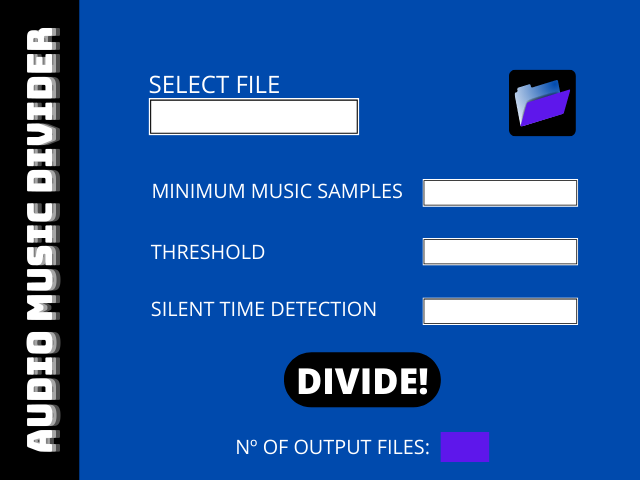 AUDIO MUSIC DIVIDER
SELECT FILE
MINIMUM MUSIC SAMPLES
THRESHOLD
SILENT TIME DETECTION
DIVIDE!
Nº OF OUTPUT FILES: